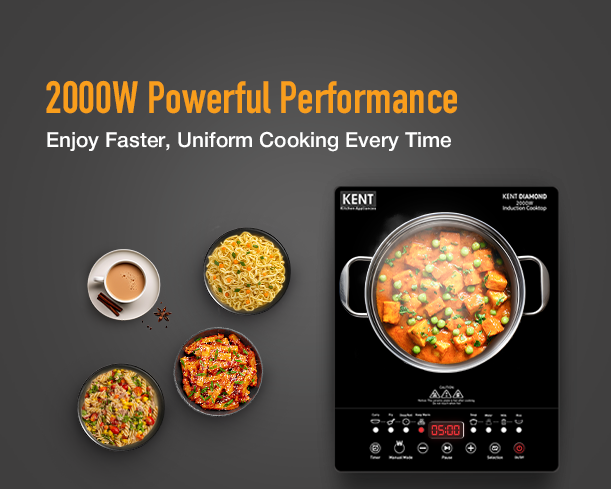 2000W Powerful Performance
Enjoy Faster, Uniform Cooking Every Time
KENT
Kitchen Appliances
KENT DIAMOND
2000W
Induction Cooktop
CAUTION
05:00
Timer
Manual Mode
Pause
Selection
On/Off